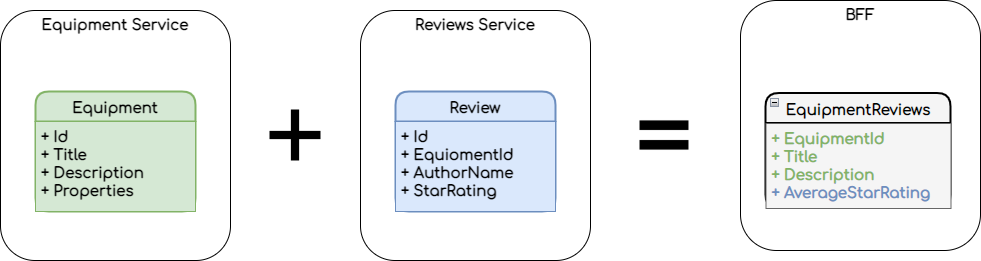 Equipment Service
Equipment
+ Id
+ Title
+ Description
+ Properties
+
Reviews Service
Review
+ Id
+ EquiomentId
+ AuthorName
+ StarRating
=
BFF
EquipmentReviews
+ EquipmentId
+ Title
+ Description
+ AverageStarRating